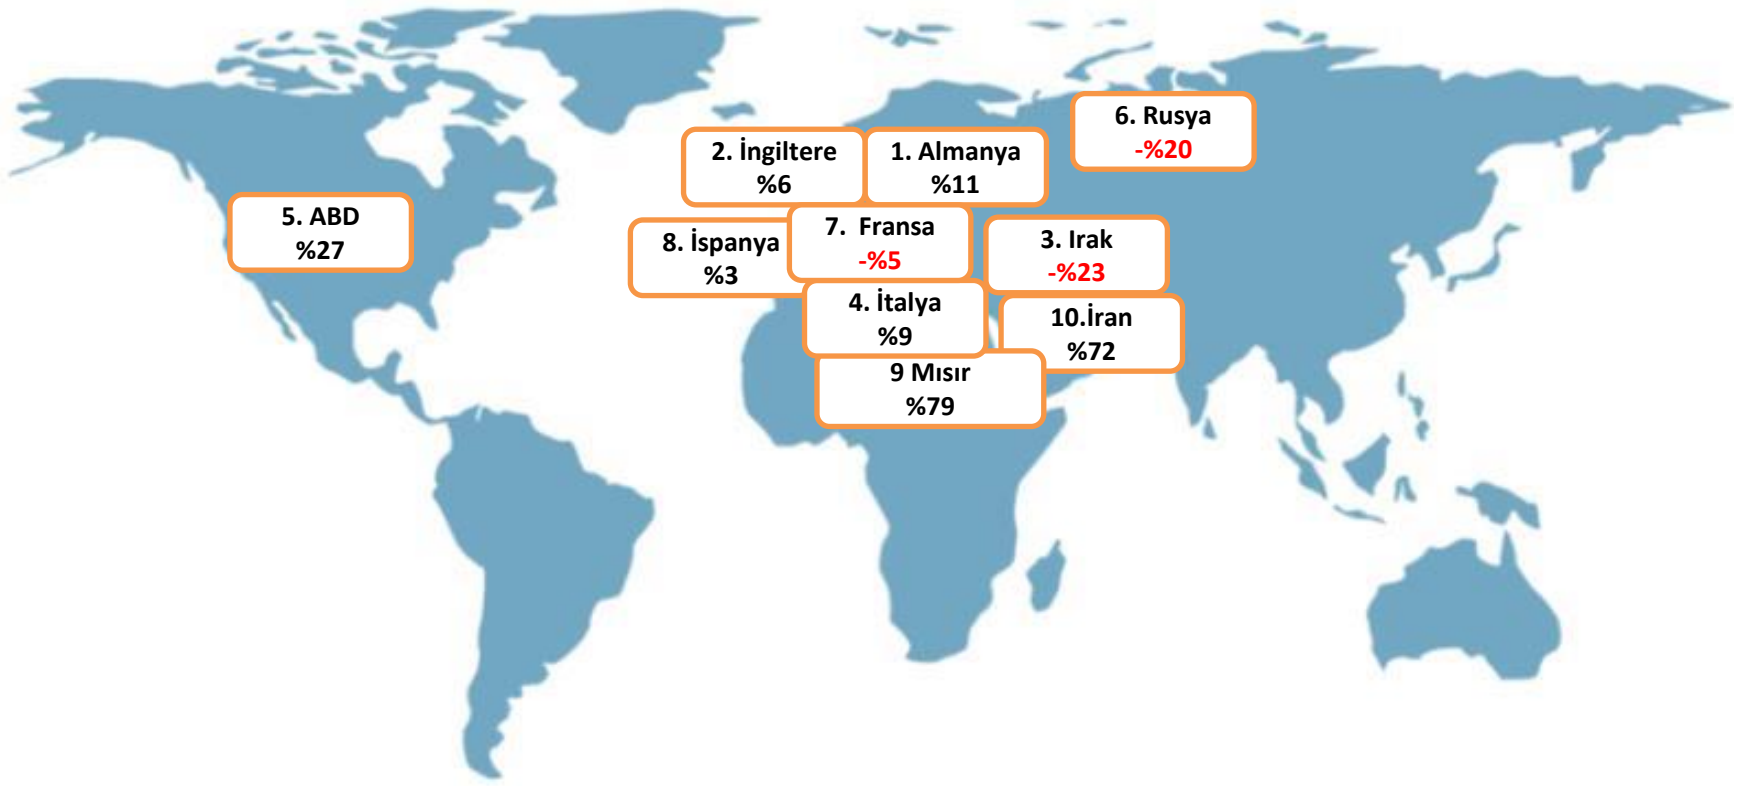 6. Rusya
-%20
2. İngiltere
%6
1. Almanya
%11
5. ABD
%27
8. İspanya
%3
7. Fransa
-%5
3. Irak
-%23
4. İtalya
%9
10.İran
%72
9 Mısır
%79